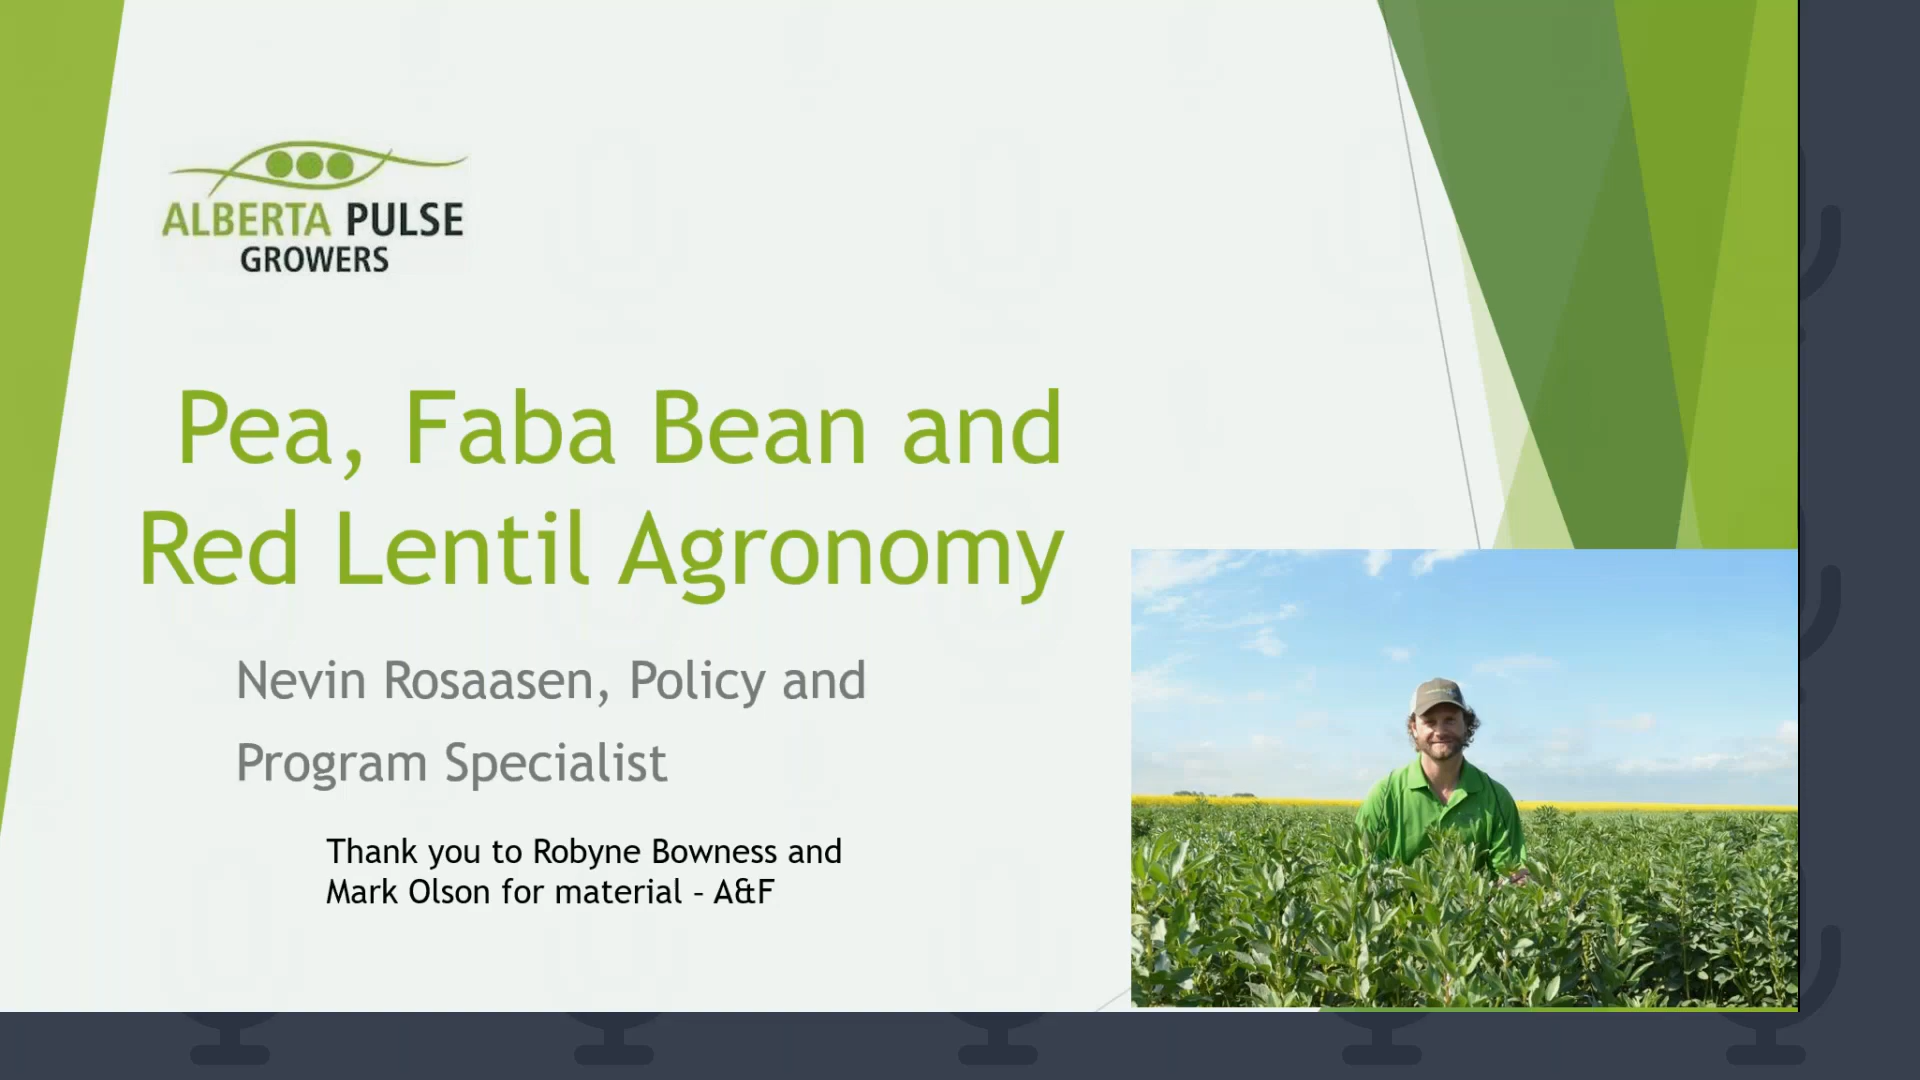 ALBERTA PULSE
GROWERS
Pea, Faba Bean and
Red Lentil Agronomy
Nevin Rosaasen, Policy and
Program Specialist
Thank you to Robyne Bowness and
Mark Olson for material – A&F